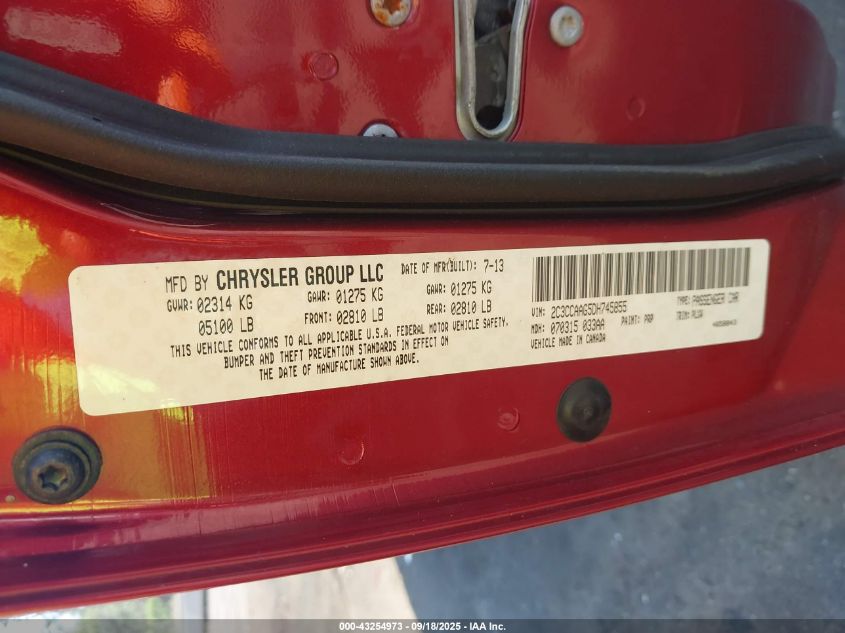 MFD BY CHRYSLER GROUP LLC DATE OF MFR(BUILT): 7-13
GVWR: 02314 KG GAWR: 01275 KG GAWR: 01275 KG
05100 LB FRONT: 02810 LB REAR: 02810 LB
THIS VEHICLE CONFORMS TO ALL APPLICABLE U.S.A. FEDERAL MOTOR VEHICLE SAFETY,
BUMPER AND THEFT PREVENTION STANDARDS IN EFFECT ON
THE DATE OF MANUFACTURE SHOWN ABOVE.
VIN: 2C3CCAAG5DH745855 TYPE: PASSENGER CAR
MDH: 070315 033AA PAINT: PRP TRIM: PLUA
VEHICLE MADE IN CANADA
000-43254973 - 09/18/2025 - IAA Inc.